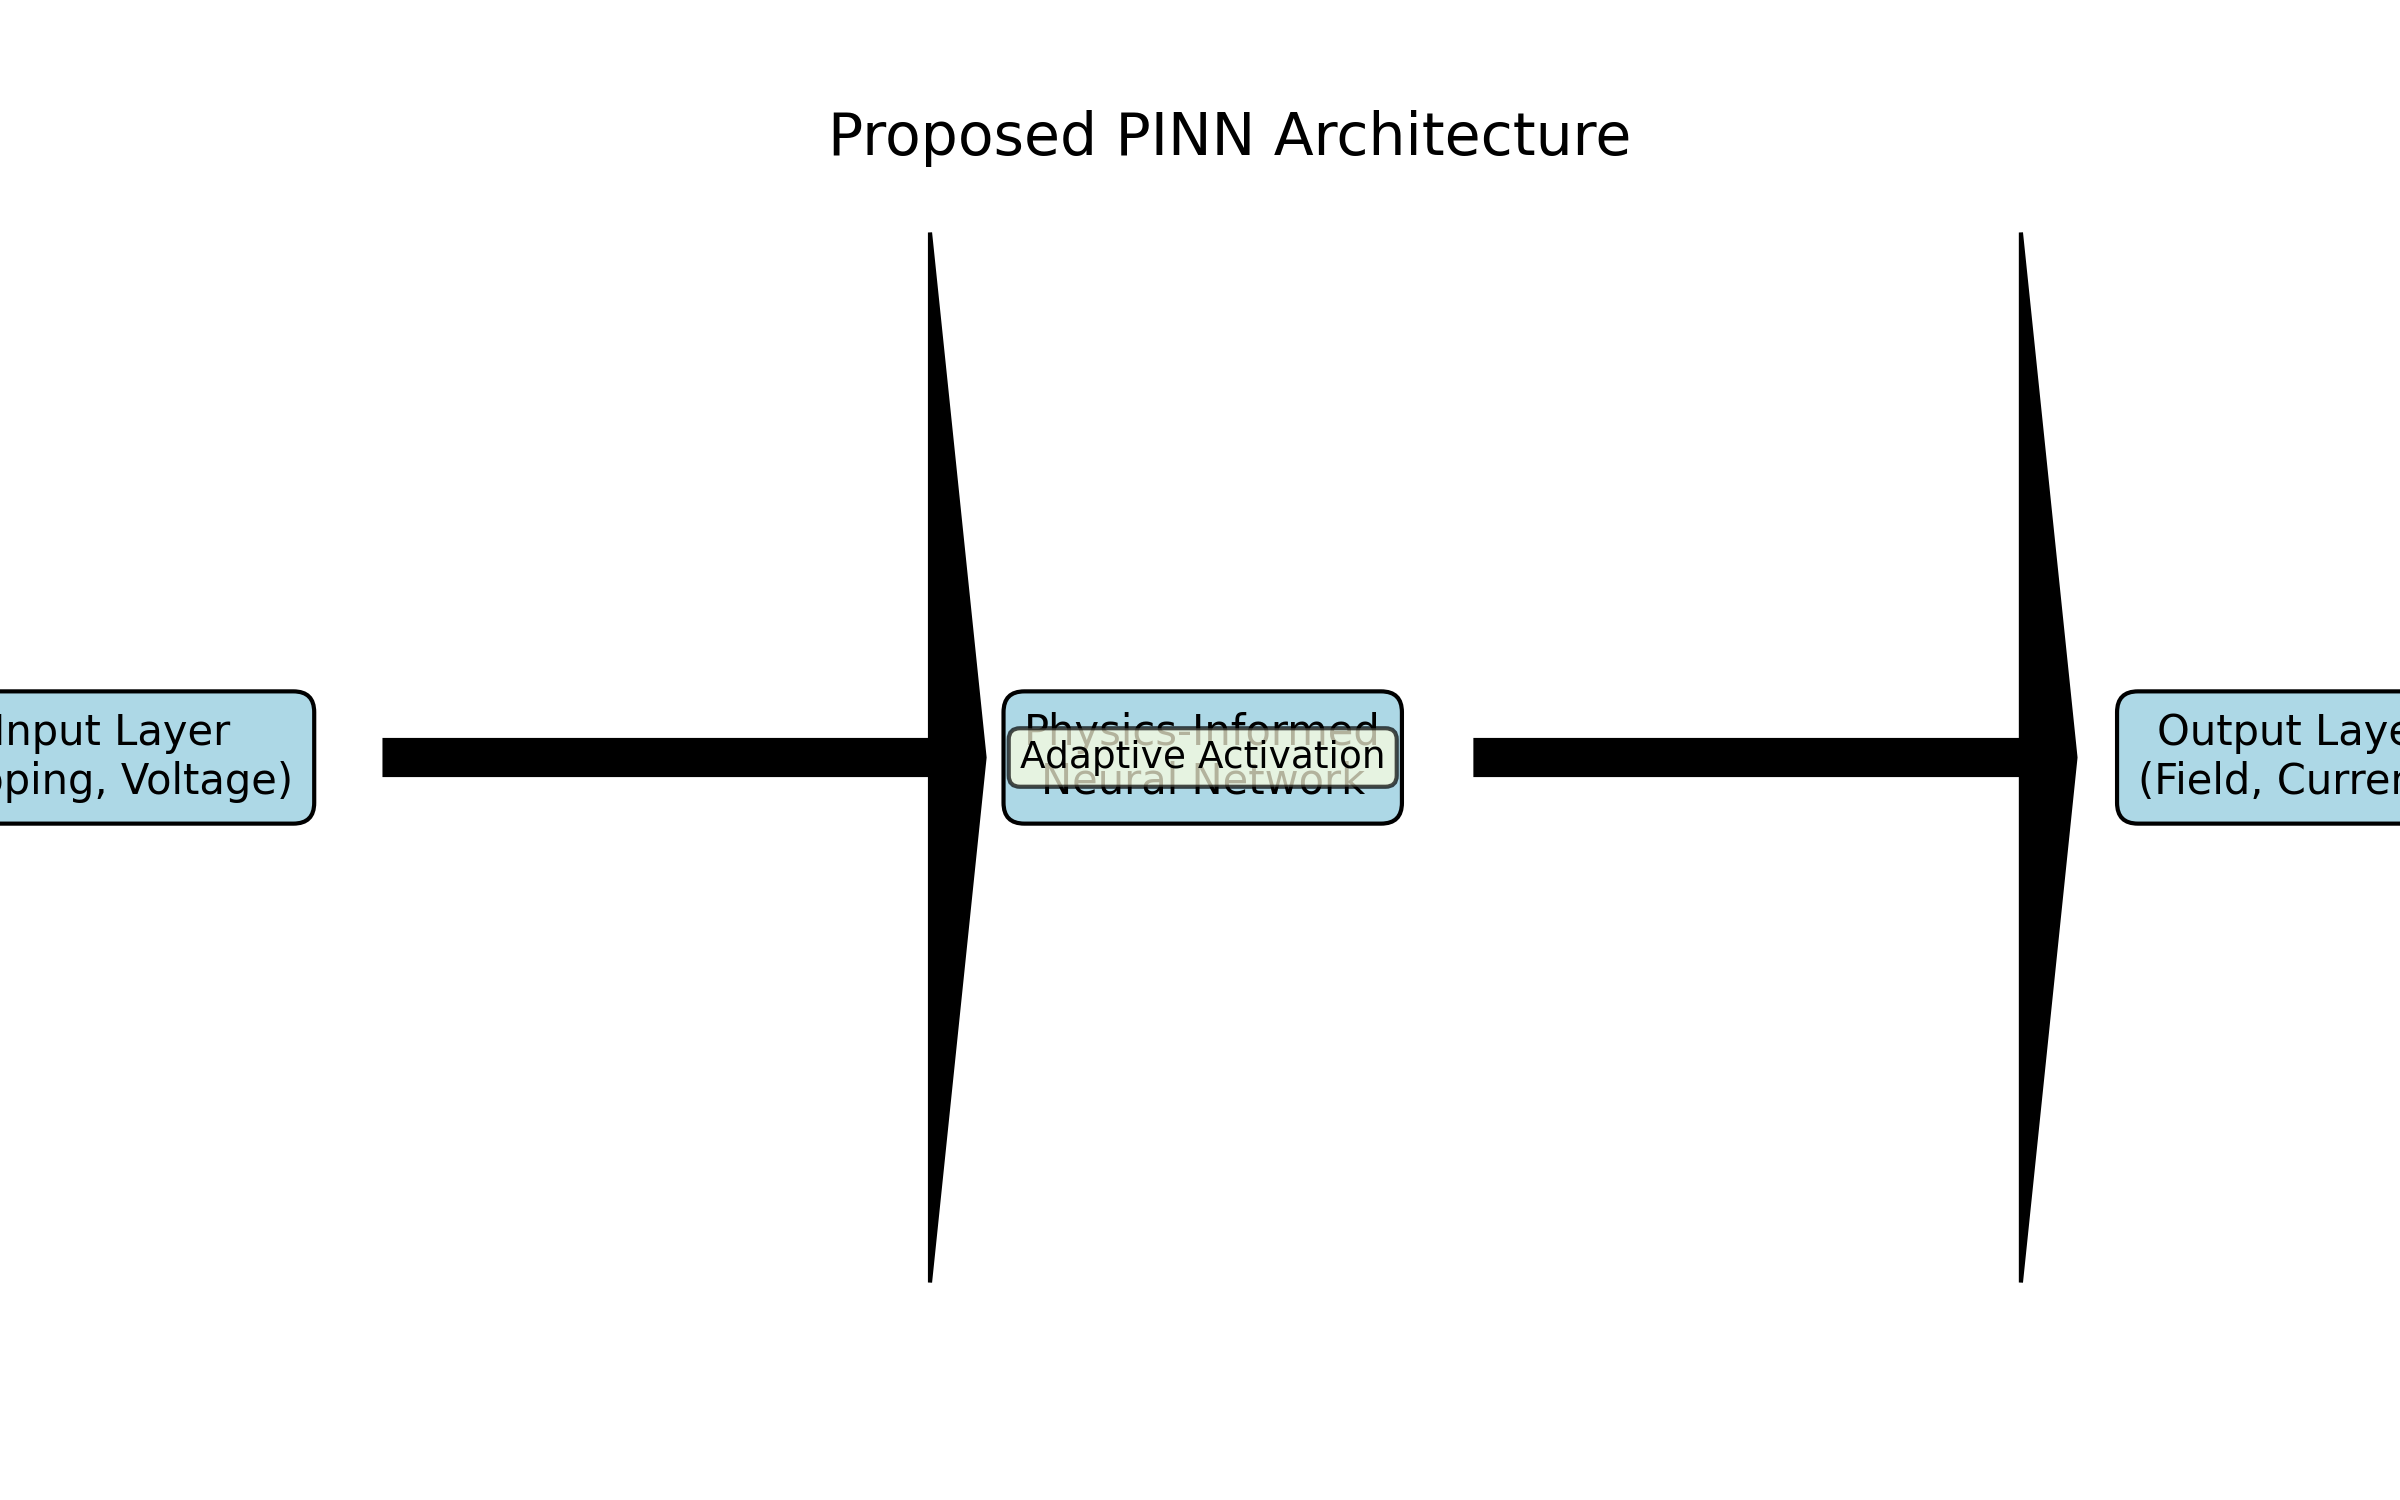 Proposed PINN Architecture
Input Layer
ping, Voltage)
Physics-Informed
Adaptive Activation
Neural Network
Output Laye
(Field, Curren